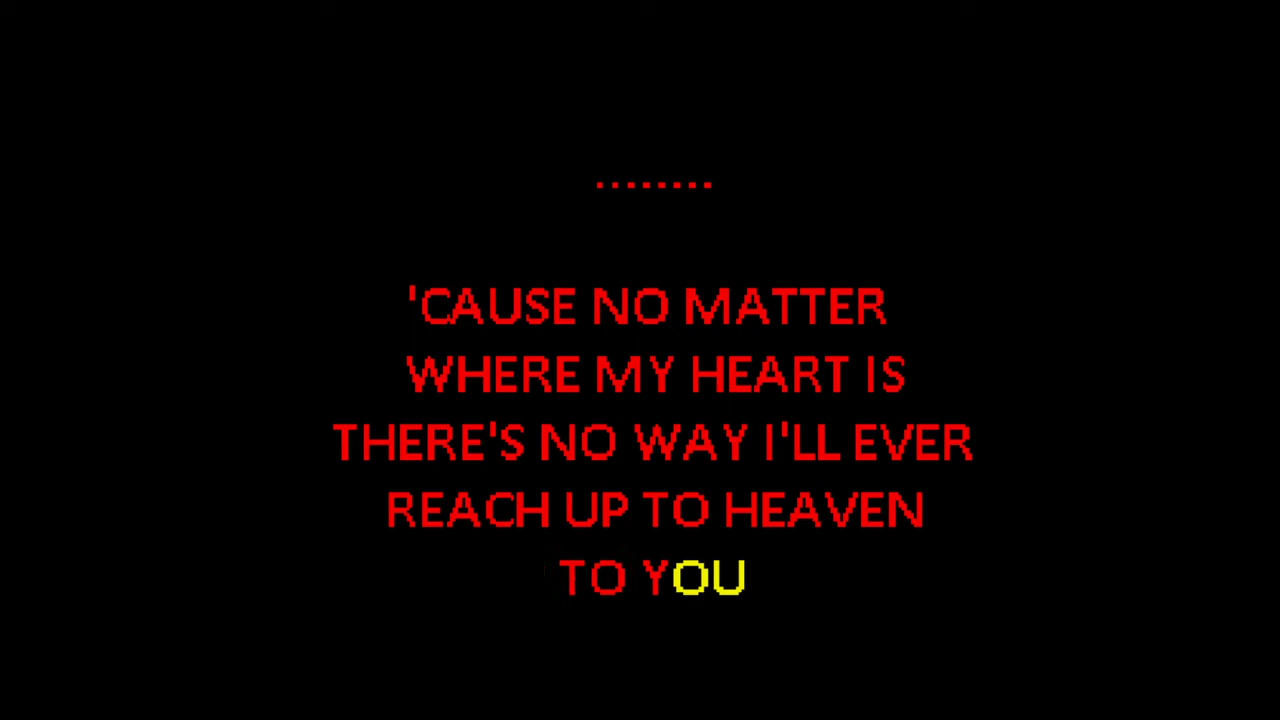 ........
'CAUSE NO MATTER
WHERE MY HEART IS
THERE'S NO WAY I'LL EVER
REACH UP TO HEAVEN
TO YOU